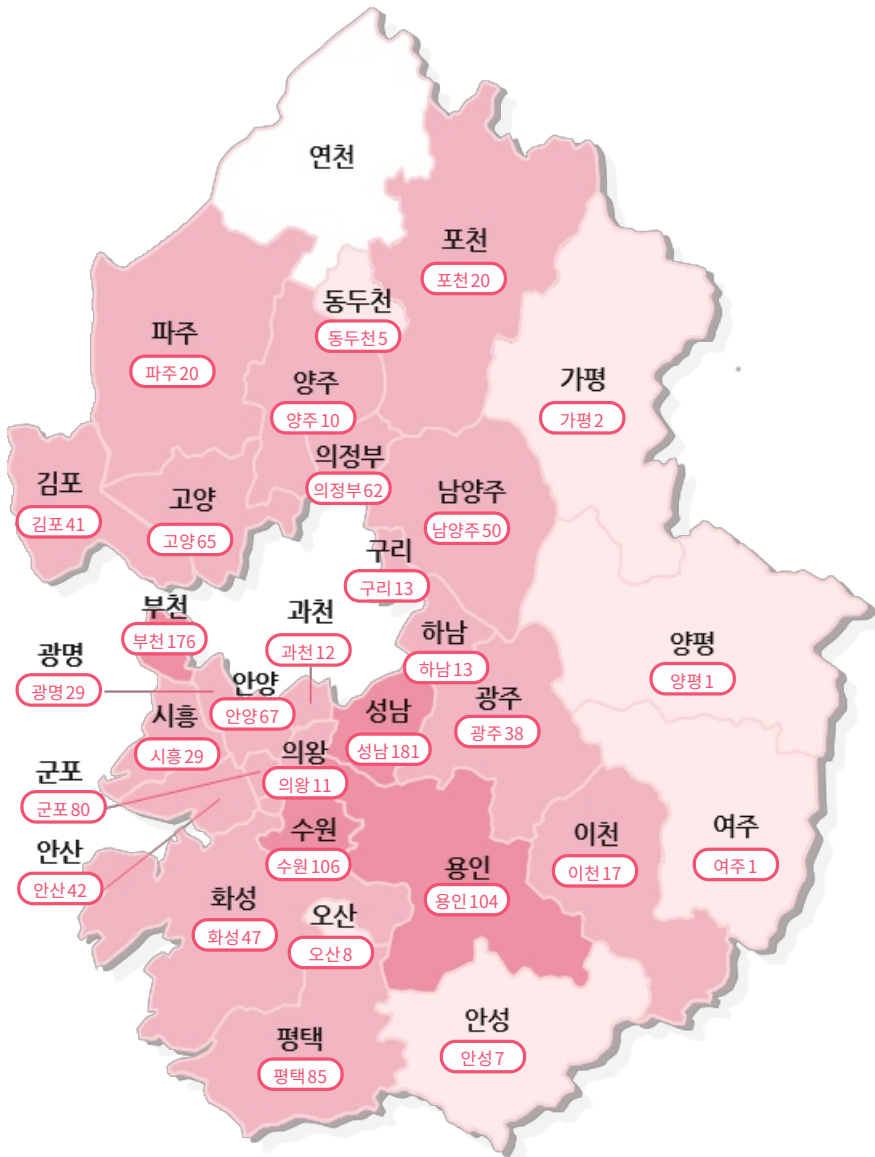 연천
포천
포천20
동두천
동두천5
파주
파주20
양주
양주10
가평
가평2
의정부
의정부62
김포
김포41
고양
고양65
남양주
남양주50
구리
구리13
부천
부천176
과천
과천12
하남
하남13
양평
양평1
광명
광명29
안양
안양67
시흥
시흥29
성남
성남181
광주
광주38
의왕
의왕11
군포
군포80
수원
수원106
이천
이천17
여주
여주1
안산
안산42
용인
용인104
화성
화성47
오산
오산8
안성
안성7
평택
평택85